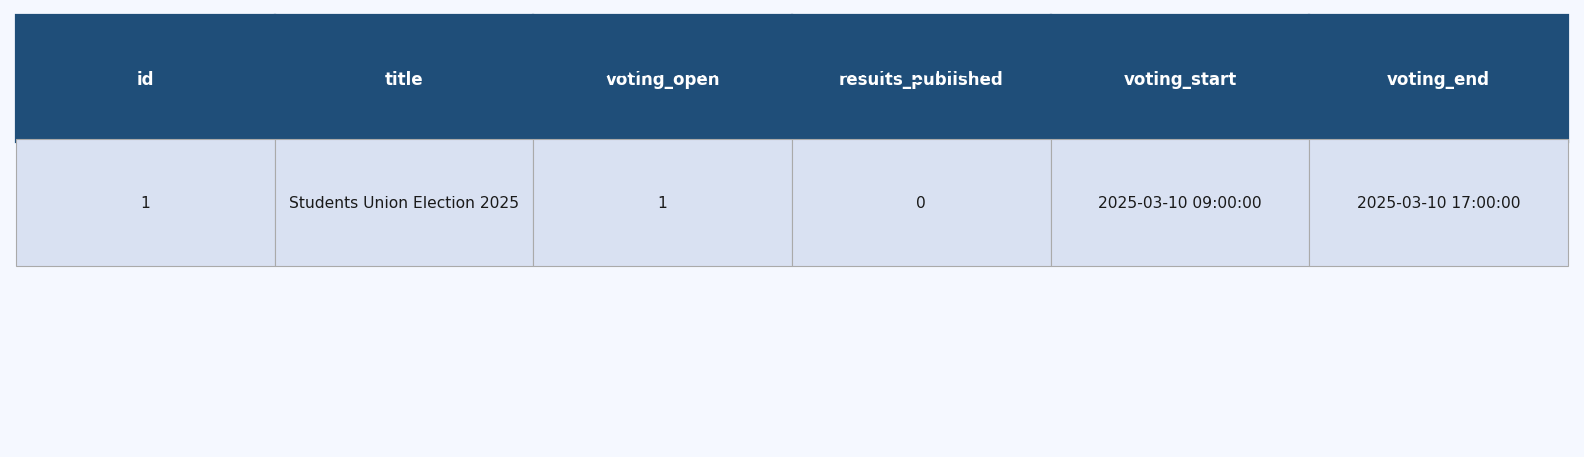 id title voting_open resuits_pubiished voting_start voting_end
1 Students Union Election 2025 1 0 2025-03-10 09:00:00 2025-03-10 17:00:00